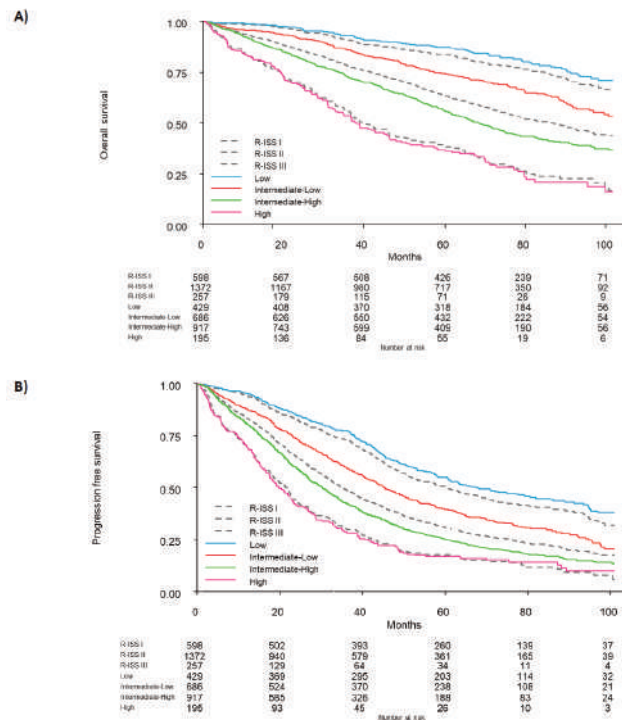 A)
1.00
0.75
0.50
0.25
0.00
Overall survival
R-ISS I
R-ISS II
R-ISS III
Low
Intermediate-Low
Intermediate-High
High
0 20 40 60 80 100
Months
R-ISS I 598 567 508 426 239 71
R-ISS II 1372 1167 980 717 350 92
R-ISS III 257 179 115 71 26 9
Low 429 408 370 318 184 56
Intermediate-Low 686 626 550 432 222 54
Intermediate-High 917 743 599 409 190 56
High 195 136 84 55 19 6
Number at risk
B)
1.00
0.75
0.50
0.25
0.00
Progression free survival
R-ISS I
R-ISS II
R-ISS III
Low
Intermediate-Low
Intermediate-High
High
0 20 40 60 80 100
Months
R-ISS I 598 502 393 260 139 37
R-ISS II 1372 940 579 361 165 39
R-ISS III 257 129 64 34 11 4
Low 429 369 295 203 114 32
Intermediate-Low 686 524 370 238 108 21
Intermediate-High 917 585 326 188 83 24
High 195 93 45 26 10 3
Number at risk